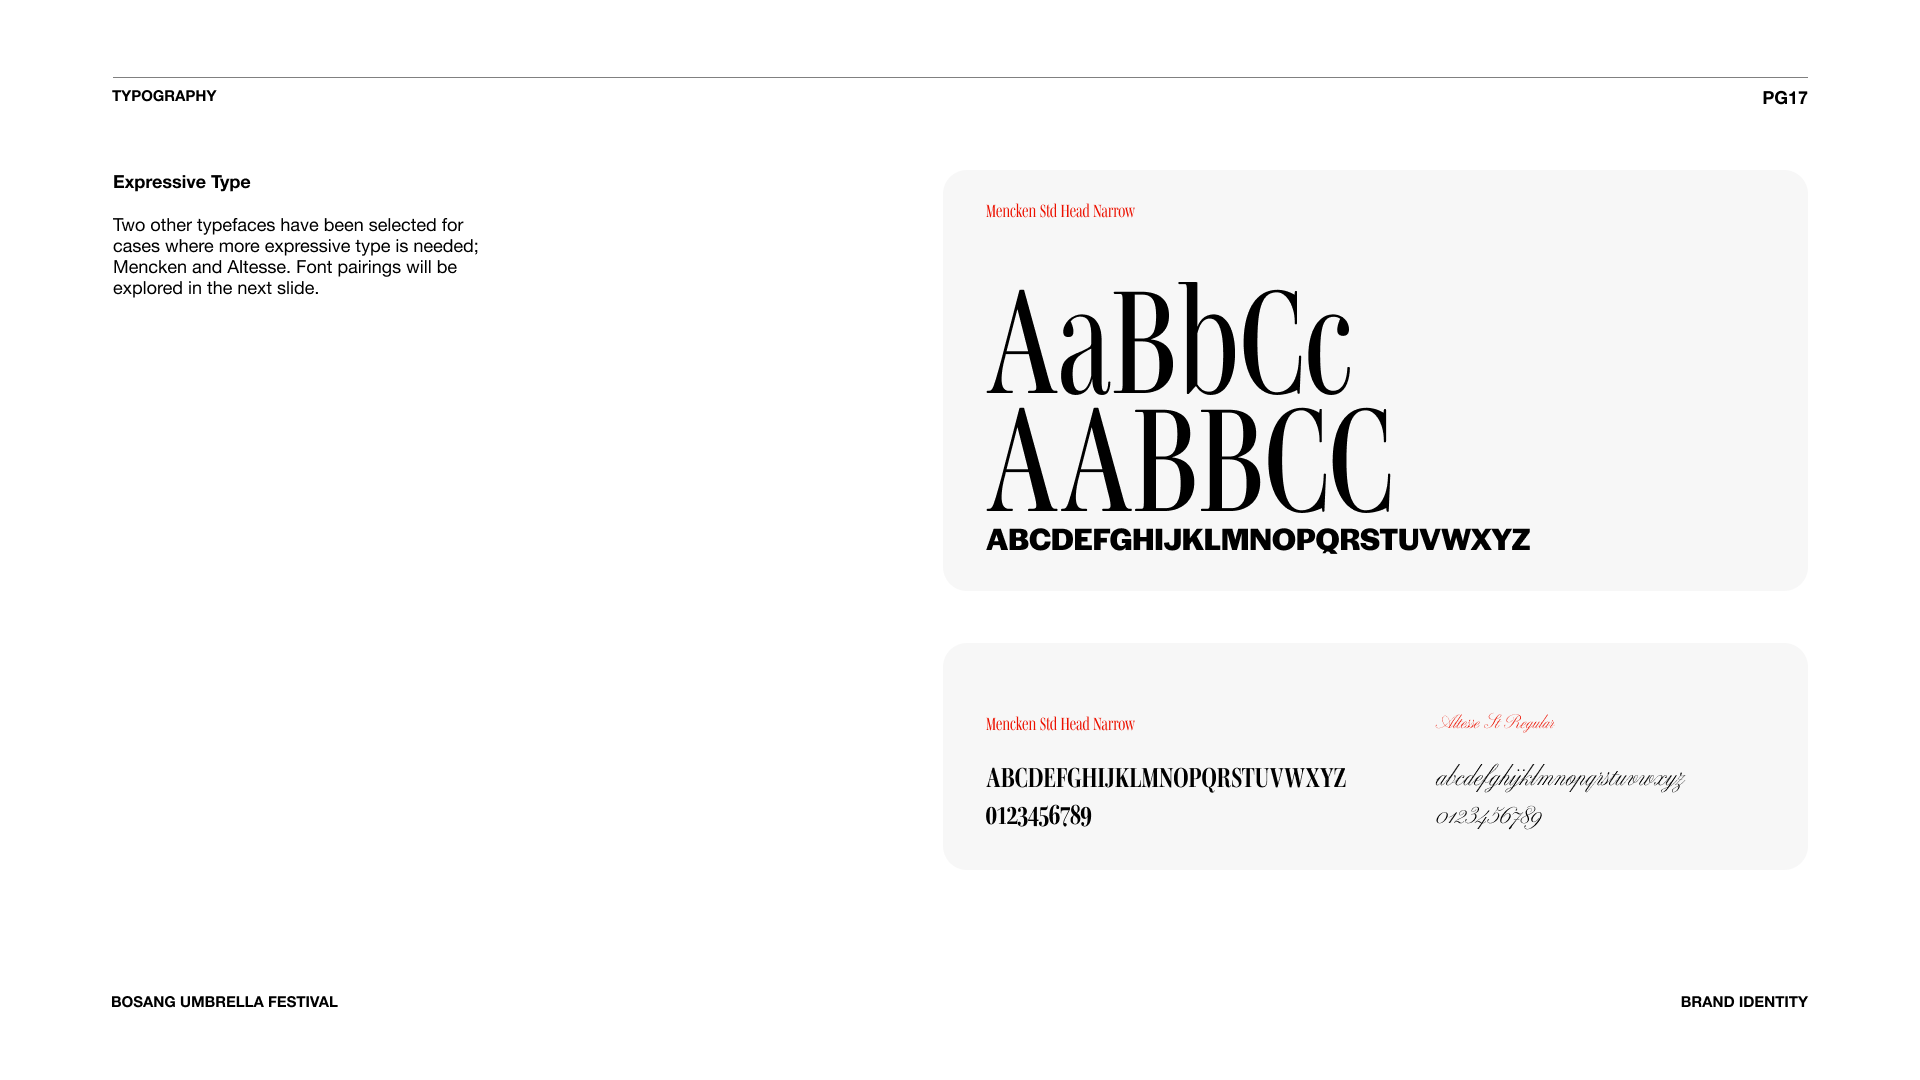 TYPOGRAPHY
PG17
Expressive Type
Two other typefaces have been selected for
cases where more expressive type is needed;
Mencken and Altesse. Font pairings will be
explored in the next slide.
Mencken Std Head Narrow
AaBbCc
AABBCC
ABCDEFGHIJKLMNOPQRSTUVWXYZ
Mencken Std Head Narrow
ABCDEFGHIJKLMNOPQRSTUVWXYZ
0123456789
Altesse St Regular
abcdefghijklmnopqrstuvwxyz
0123456789
BOSANG UMBRELLA FESTIVAL
BRAND IDENTITY